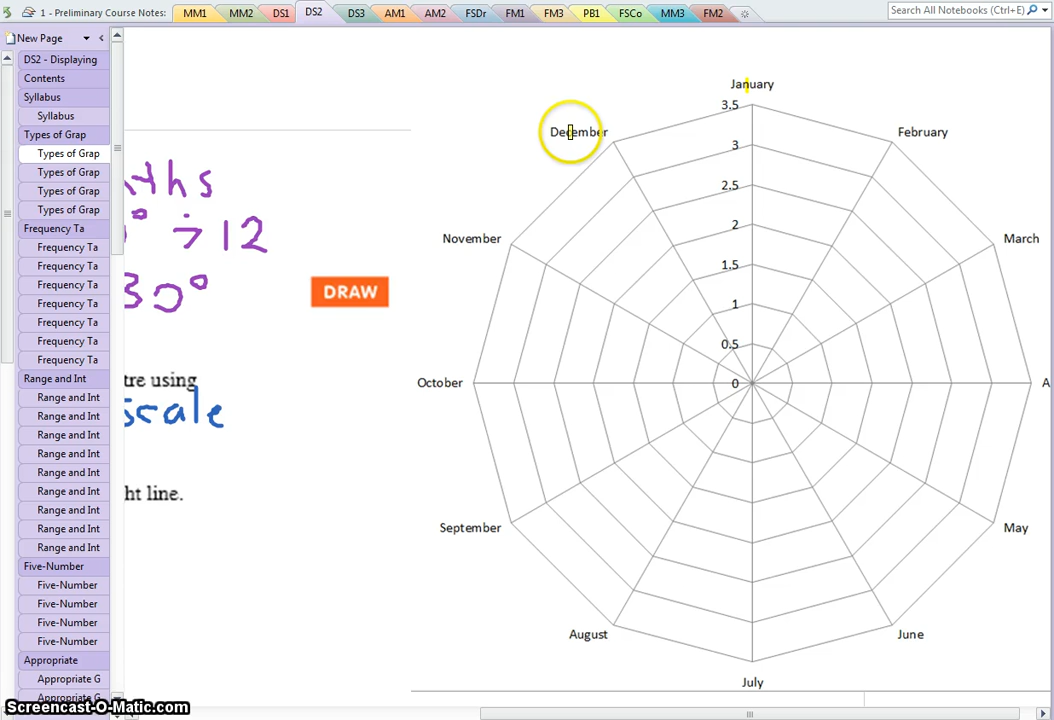 1 - Preliminary Course Notes:
MM1
MM2
DS1
DS2
DS3
AM1
AM2
FSDr
FM1
FM3
PB1
FSCo
MM3
FM2
Search All Notebooks (Ctrl+E)
New Page
DS2 - Displaying
Contents
Syllabus
Syllabus
Types of Grap
Types of Grap
Types of Grap
Types of Grap
Types of Grap
Frequency Ta
Frequency Ta
Frequency Ta
Frequency Ta
Frequency Ta
Frequency Ta
Frequency Ta
Frequency Ta
Range and Int
Range and Int
Range and Int
Range and Int
Range and Int
Range and Int
Range and Int
Range and Int
Range and Int
Range and Int
Five-Number
Five-Number
Five-Number
Five-Number
Five-Number
Appropriate
Appropriate G
Appropriate G
ths
° ÷ 12
30°
DRAW
tre using
scale
ht line.
January
February
March
A
May
June
July
August
September
October
November
December
3.5
3
2.5
2
1.5
1
0.5
0
Screencast-O-Matic.com